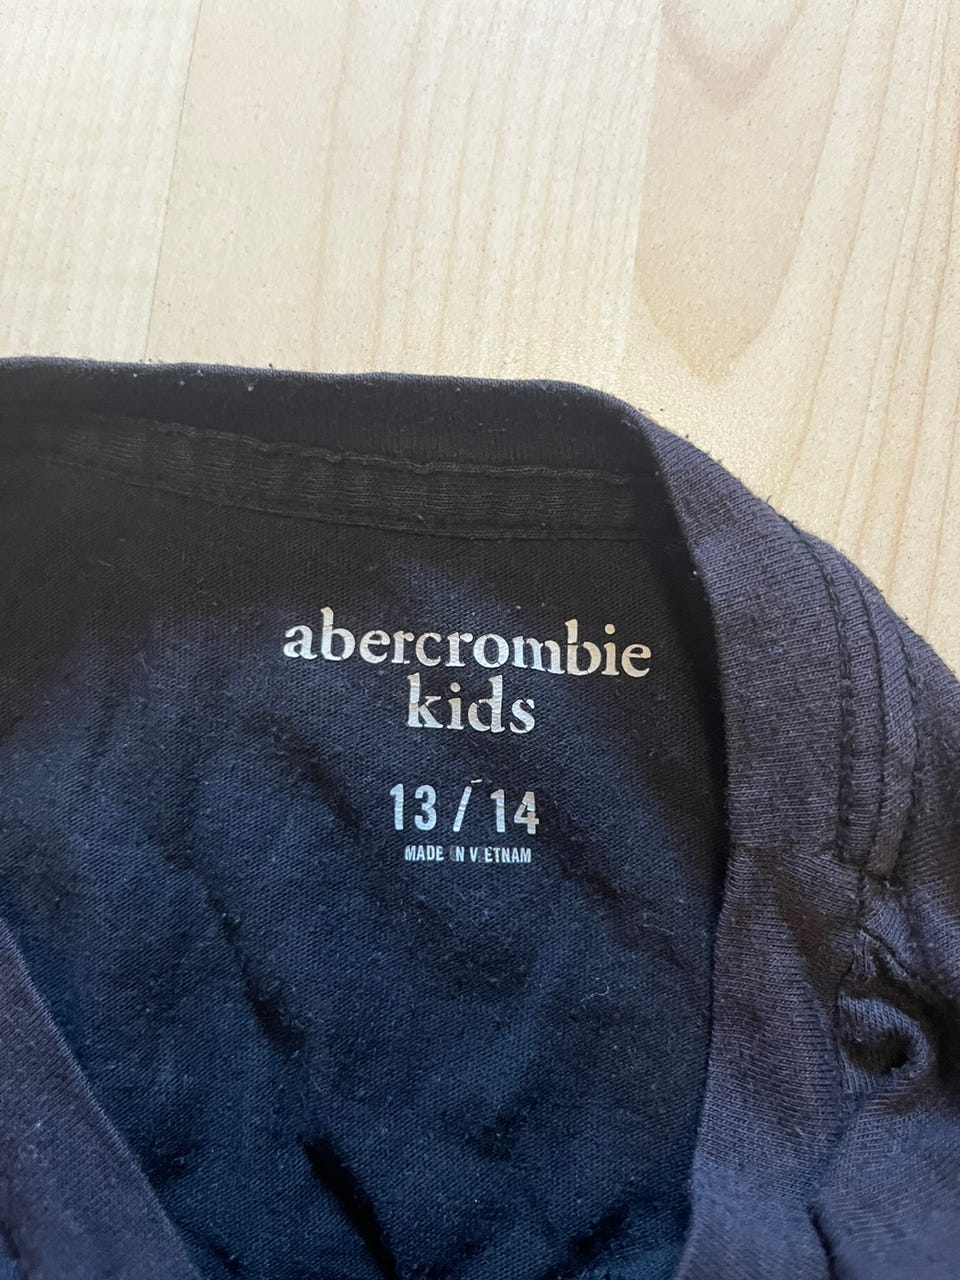 abercrombie
kids
13 / 14
MADE IN VIETNAM